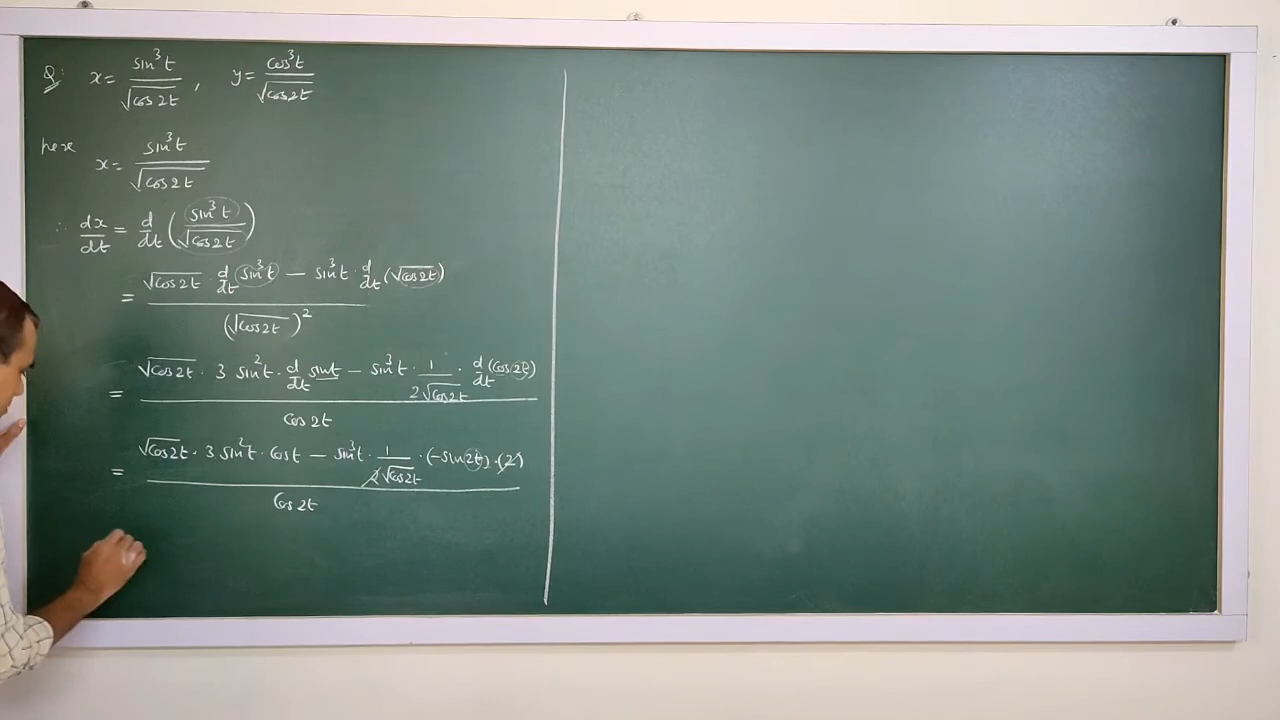 Q: x = sin³t / √cos2t , y = cos³t / √cos2t
here x = sin³t / √cos2t
∴ dx/dt = d/dt (sin³t / √cos2t)
= (√cos2t · d/dt sin³t — sin³t · d/dt (√cos2t)) / (√cos2t)²
= (√cos2t · 3 sin²t · d/dt sint — sin³t · 1/(2√cos2t) · d/dt (cos2t)) / cos2t
= (√cos2t · 3 sin²t · cost — sin³t · 1/(2√cos2t) · (-sin2t) · (2)) / cos2t